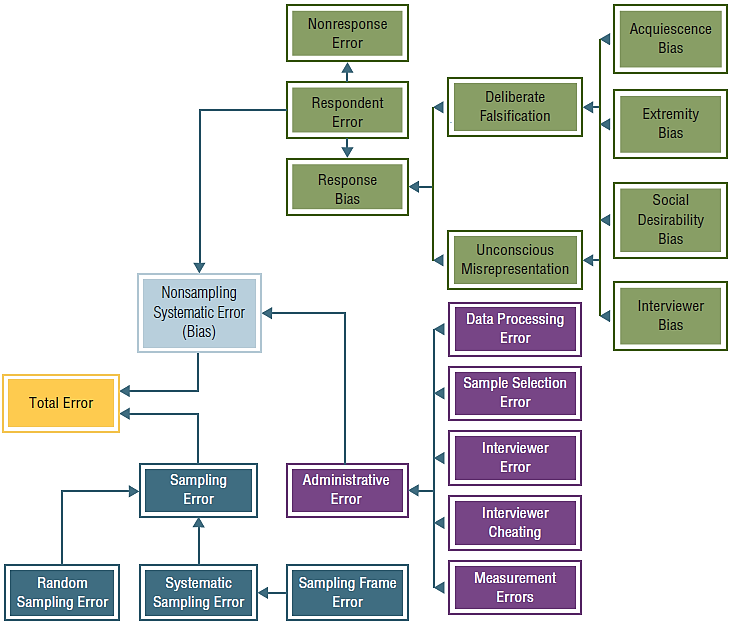 Nonresponse
Error
Respondent
Error
Response
Bias
Deliberate
Falsification
Unconscious
Misrepresentation
Acquiescence
Bias
Extremity
Bias
Social
Desirability
Bias
Interviewer
Bias
Nonsampling
Systematic Error
(Bias)
Total Error
Sampling
Error
Administrative
Error
Data Processing
Error
Sample Selection
Error
Interviewer
Error
Interviewer
Cheating
Measurement
Errors
Random
Sampling Error
Systematic
Sampling Error
Sampling Frame
Error